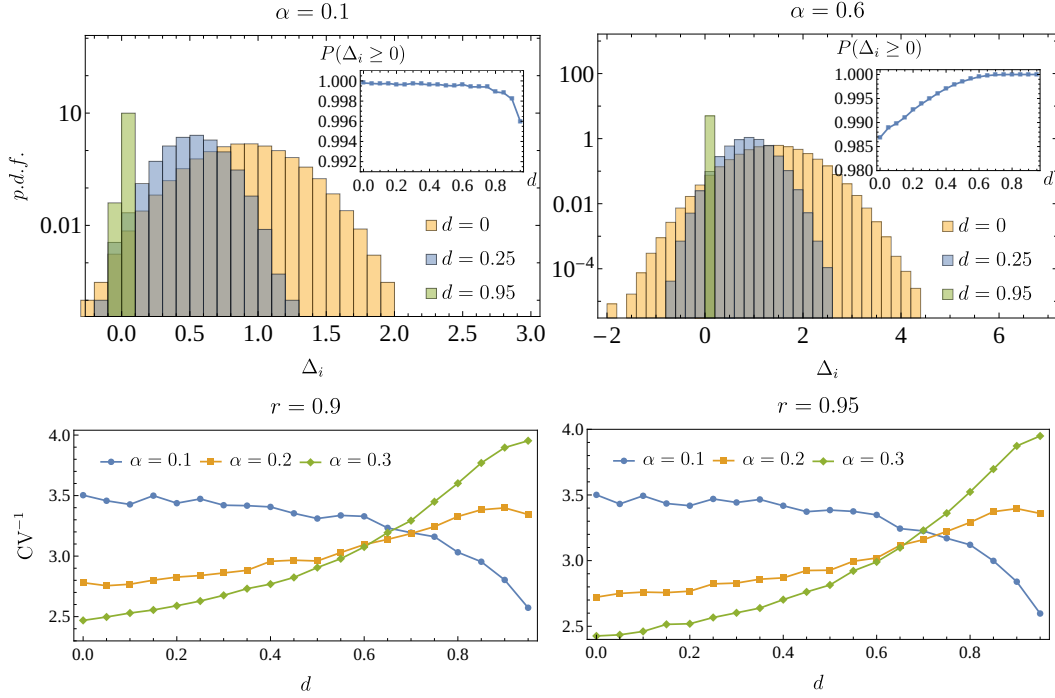 α = 0.1
P(Δᵢ ≥ 0)
1.000
0.998
0.996
0.994
0.992
0.0 0.2 0.4 0.6 0.8 d
10
0.01
p.d.f.
d = 0
d = 0.25
d = 0.95
0.0 0.5 1.0 1.5 2.0 2.5 3.0
Δᵢ
α = 0.6
P(Δᵢ ≥ 0)
1.000
0.995
0.990
0.985
0.980
0.0 0.2 0.4 0.6 0.8 d
1000
10
1
0.01
10⁻⁴
d = 0
d = 0.25
d = 0.95
−2 0 2 4 6
Δᵢ
r = 0.9
4.0
3.5
3.0
2.5
CV⁻¹
α = 0.1 α = 0.2 α = 0.3
0.0 0.2 0.4 0.6 0.8
d
r = 0.95
4.0
3.5
3.0
2.5
α = 0.1 α = 0.2 α = 0.3
0.0 0.2 0.4 0.6 0.8
d